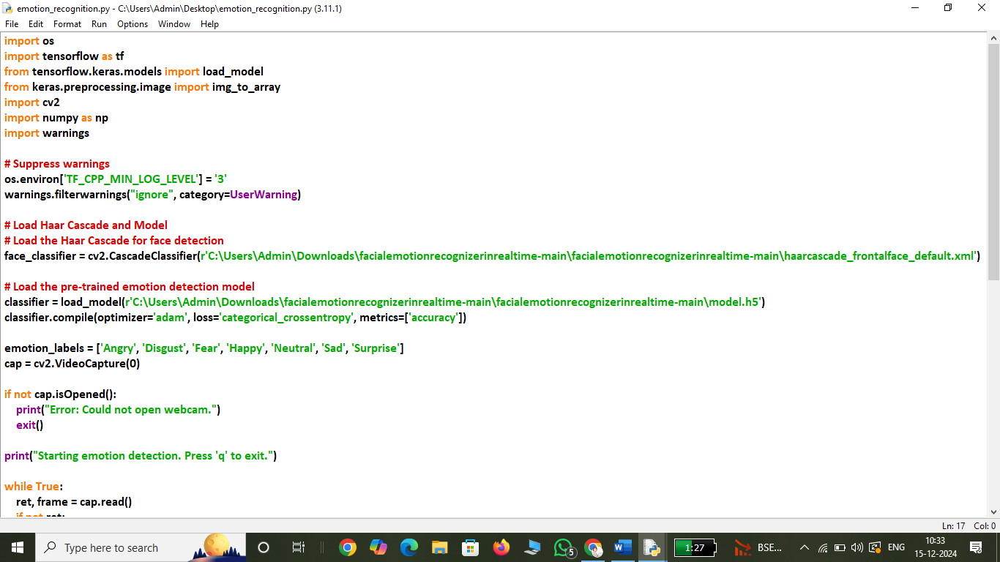 emotion_recognition.py - C:\Users\Admin\Desktop\emotion_recognition.py (3.11.1)
File Edit Format Run Options Window Help
import os
import tensorflow as tf
from tensorflow.keras.models import load_model
from keras.preprocessing.image import img_to_array
import cv2
import numpy as np
import warnings
# Suppress warnings
os.environ['TF_CPP_MIN_LOG_LEVEL'] = '3'
warnings.filterwarnings("ignore", category=UserWarning)
# Load Haar Cascade and Model
# Load the Haar Cascade for face detection
face_classifier = cv2.CascadeClassifier(r'C:\Users\Admin\Downloads\facialemotionrecognizerinrealtime-main\facialemotionrecognizerinrealtime-main\haarcascade_frontalface_default.xml')
# Load the pre-trained emotion detection model
classifier = load_model(r'C:\Users\Admin\Downloads\facialemotionrecognizerinrealtime-main\facialemotionrecognizerinrealtime-main\model.h5')
classifier.compile(optimizer='adam', loss='categorical_crossentropy', metrics=['accuracy'])
emotion_labels = ['Angry', 'Disgust', 'Fear', 'Happy', 'Neutral', 'Sad', 'Surprise']
cap = cv2.VideoCapture(0)
if not cap.isOpened():
    print("Error: Could not open webcam.")
    exit()
print("Starting emotion detection. Press 'q' to exit.")
while True:
    ret, frame = cap.read()
    if not ret:
Ln: 17 Col: 0
Type here to search
5
1:27
BSE...
ENG
10:33
15-12-2024